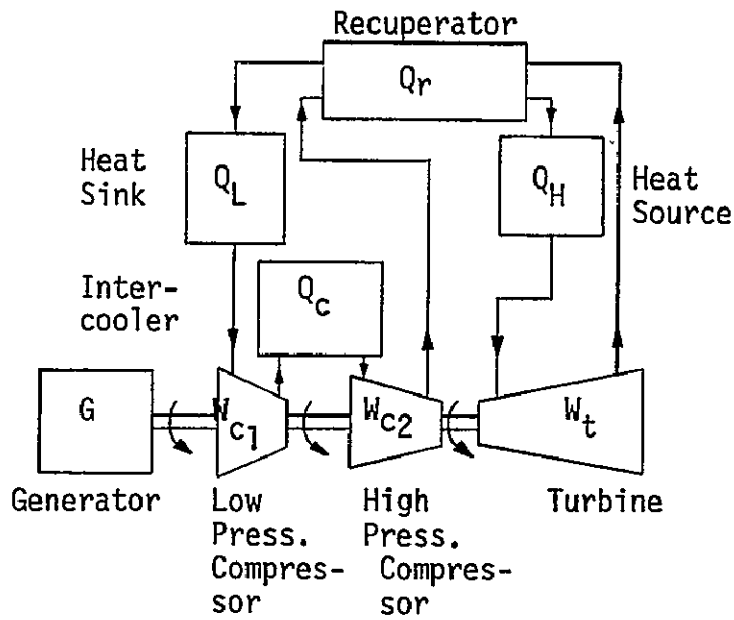 Recuperator
Qr
Heat
Sink
QL
QH
Heat
Source
Inter-
cooler
Qc
G
Wc1
Wc2
Wt
Generator
Low
Press.
Compres-
sor
High
Press.
Compres-
sor
Turbine